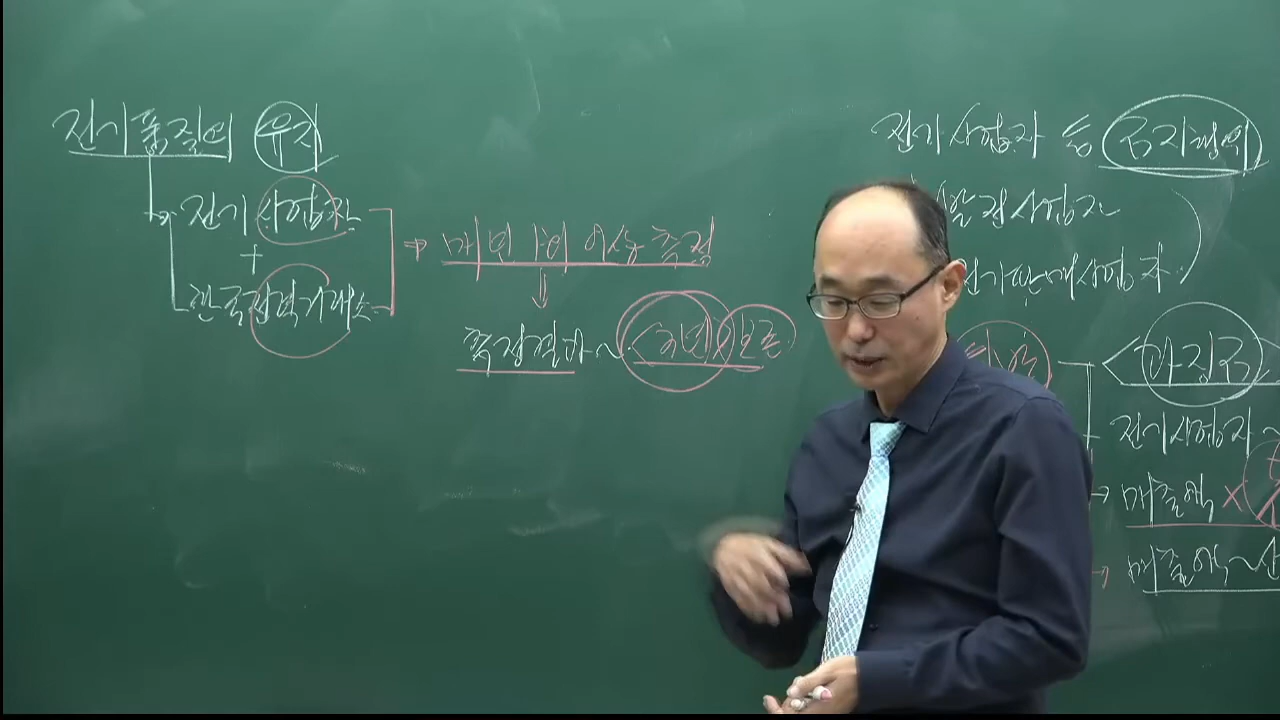 전기품질의 유지
전기사업자
+
한국전력거래소
⇒ 매년 1회 이상 측정
⇓
측정결과 ~ <3년> 보존
전기사업자 등 금지행위
발전사업자
전기판매사업자
<과징금>
전기사업자 ~
→ 매출액 X
→ 매출액 ~